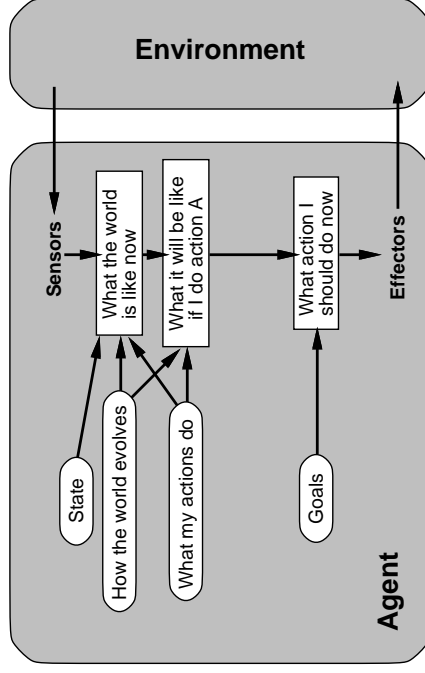 Environment
Sensors
What the world
is like now
What it will be like
if I do action A
What action I
should do now
Effectors
State
How the world evolves
What my actions do
Goals
Agent